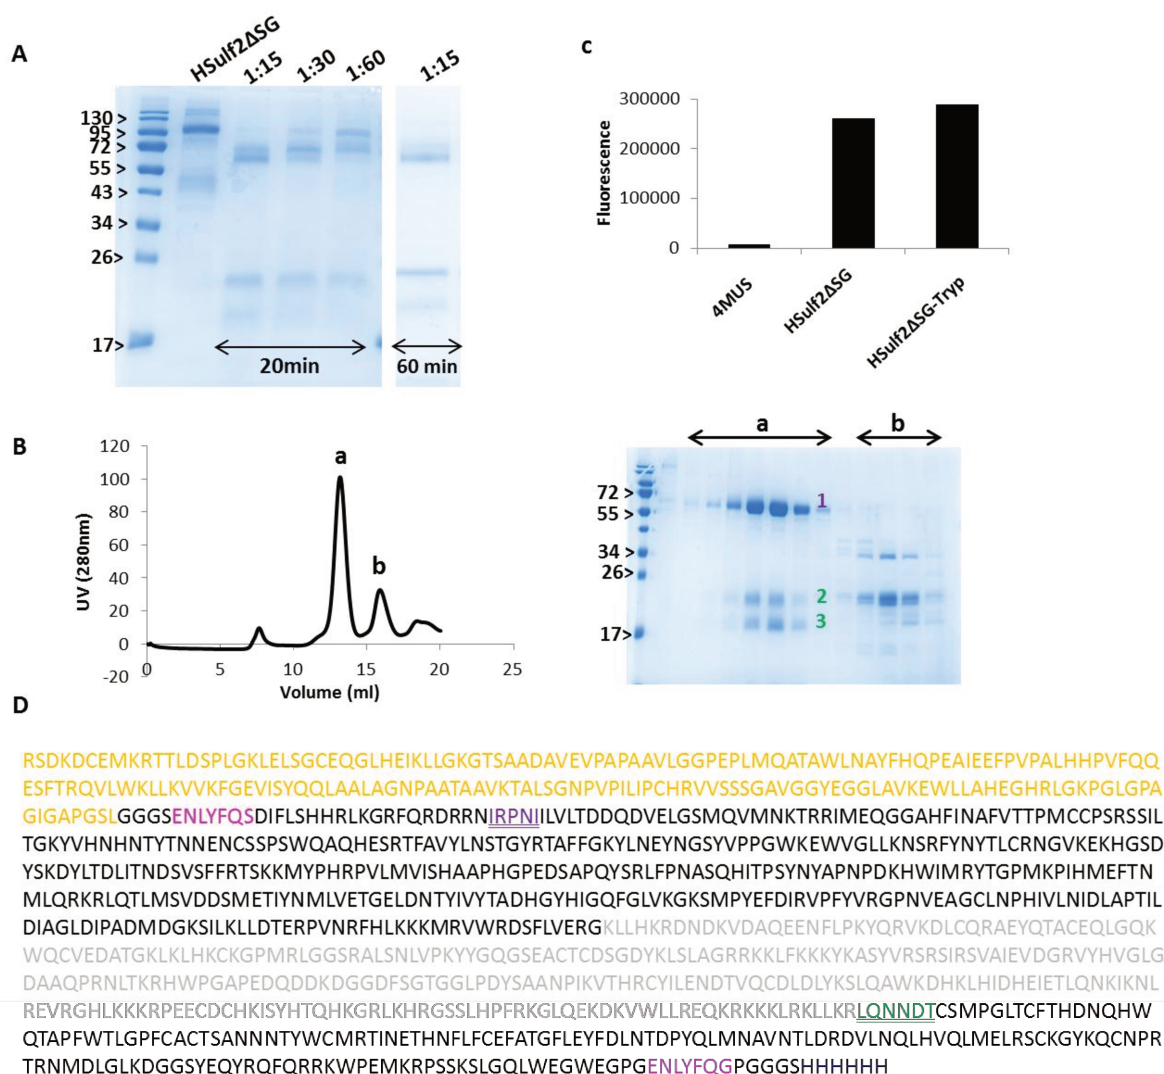 A
HSulf2ΔSG
1:15
1:30
1:60
1:15
130 >
95 >
72 >
55 >
43 >
34 >
26>
17>
20min
60 min
c
300000
200000
100000
0
Fluorescence
4MUS
HSulf2ΔSG
HSulf2ΔSG-Tryp
B
120
100
80
60
40
20
0
-20
UV (280nm)
a
b
0 5 10 15 20 25
Volume (ml)
a b
72 >
55 >
34 >
26>
17>
1
2
3
D
RSDKDCEMKRTTLDSPLGKLELSGCEQGLHEIKLLGKGTSAADAVEVPAPAAVLGGPEPLMQATAWLNAYFHQPEAIEEFPVPALHHPVFQQ
ESFTRQVLWKLLKVVKFGEVISYQQLAALAGNPAATAAVKTALSGNPVPILIPCHRVVSSSGAVGGYEGGLAVKEWLLAHEGHRLGKPGLGPA
GIGAPGSLGGGSENLYFQSDIFLSHHRLKGRFQRDRRNIRPNIILVLTDDQDVELGSMQVMNKTRRIMEQGGAHFINAFVTTPMCCPSRSSIL
TGKYVHNHNTYTNNENCSSPSWQAQHESRTFAVYLNSTGYRTAFFGKYLNEYNGSYVPPGWKEWVGLLKNSRFYNYTLCRNGVKEKHGSD
YSKDYLTDLITNDSVSFFRTSKKMYPHRPVLMVISHAAPHGPEDSAPQYSRLFPNASQHITPSYNYAPNPDKHWIMRYTGPMKPIHMEFTN
MLQRKRLQTLMSVDDSMETIYNMLVETGELDNTYIVYTADHGYHIGQFGLVKGKSMPYEFDIRVPFYVRGPNVEAGCLNPHIVLNIDLAPTIL
DIAGLDIPADMDGKSILKLLDTERPVNRFHLKKKMRVWRDSFLVERGKLLHKRDNDKVDAQEENFLPKYQRVKDLCQRAEYQTACEQLGQK
WQCVEDATGKLKLHKCKGPMRLGGSRALSNLVPKYYGQGSEACTCDSGDYKLSLAGRRKKLFKKKYKASYVRSRSIRSVAIEVDGRVYHVGLG
DAAQPRNLTKRHWPGAPEDQDDKDGGDFSGTGGLPDYSAANPIKVTHRCYILENDTVQCDLDLYKSLQAWKDHKLHIDHEIETLQNKIKNL
REVRGHLKKKRPEECDCHKISYHTQHKGRLKHRGSSLHPFRKGLQEKDKVWLLREQKRKKKLRKLLKRLQNNDTCSMPGLTCFTHDNQHW
QTAPFWTLGPFCACTSANNNTYWCMRTINETHNFLFCEFATGFLEYFDLNTDPYQLMNAVNTLDRDVLNQLHVQLMELRSCKGYKQCNPR
TRNMDLGLKDGGSYEQYRQFQRRKWPEMKRPSSKSLGQLWEGWEGPGENLYFQGPGGGSHHHHHH